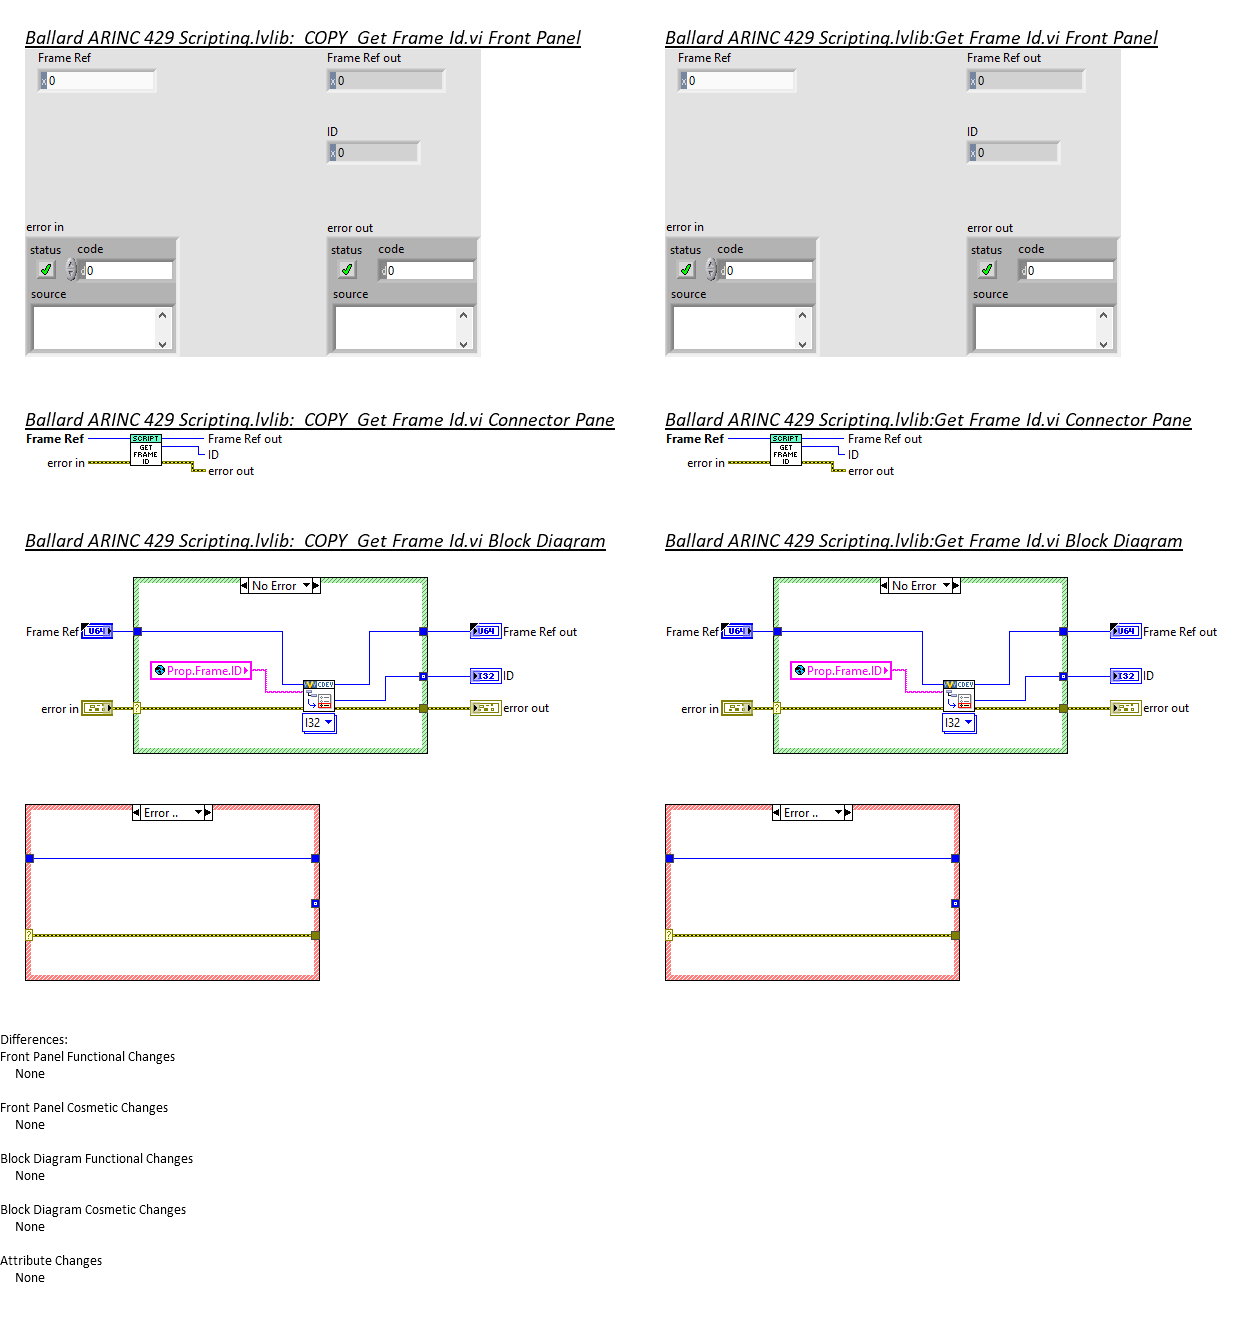 Ballard ARINC 429 Scripting.lvlib:_COPY_Get Frame Id.vi Front Panel
Frame Ref
x 0
Frame Ref out
x 0
ID
x 0
error in
status code
d 0
source
error out
status code
d 0
source
Ballard ARINC 429 Scripting.lvlib:Get Frame Id.vi Front Panel
Frame Ref
x 0
Frame Ref out
x 0
ID
x 0
error in
status code
d 0
source
error out
status code
d 0
source
Ballard ARINC 429 Scripting.lvlib:_COPY_Get Frame Id.vi Connector Pane
Frame Ref
error in
SCRIPT
GET
FRAME
ID
Frame Ref out
ID
error out
Ballard ARINC 429 Scripting.lvlib:Get Frame Id.vi Connector Pane
Frame Ref
error in
SCRIPT
GET
FRAME
ID
Frame Ref out
ID
error out
Ballard ARINC 429 Scripting.lvlib:_COPY_Get Frame Id.vi Block Diagram
No Error
Frame Ref U64
U64 Frame Ref out
Prop.Frame.ID
CDEV
I32 ID
error in ?
error out
I32
Error ..
?
Ballard ARINC 429 Scripting.lvlib:Get Frame Id.vi Block Diagram
No Error
Frame Ref U64
U64 Frame Ref out
Prop.Frame.ID
CDEV
I32 ID
error in ?
error out
I32
Error ..
?
Differences:
Front Panel Functional Changes
None
Front Panel Cosmetic Changes
None
Block Diagram Functional Changes
None
Block Diagram Cosmetic Changes
None
Attribute Changes
None